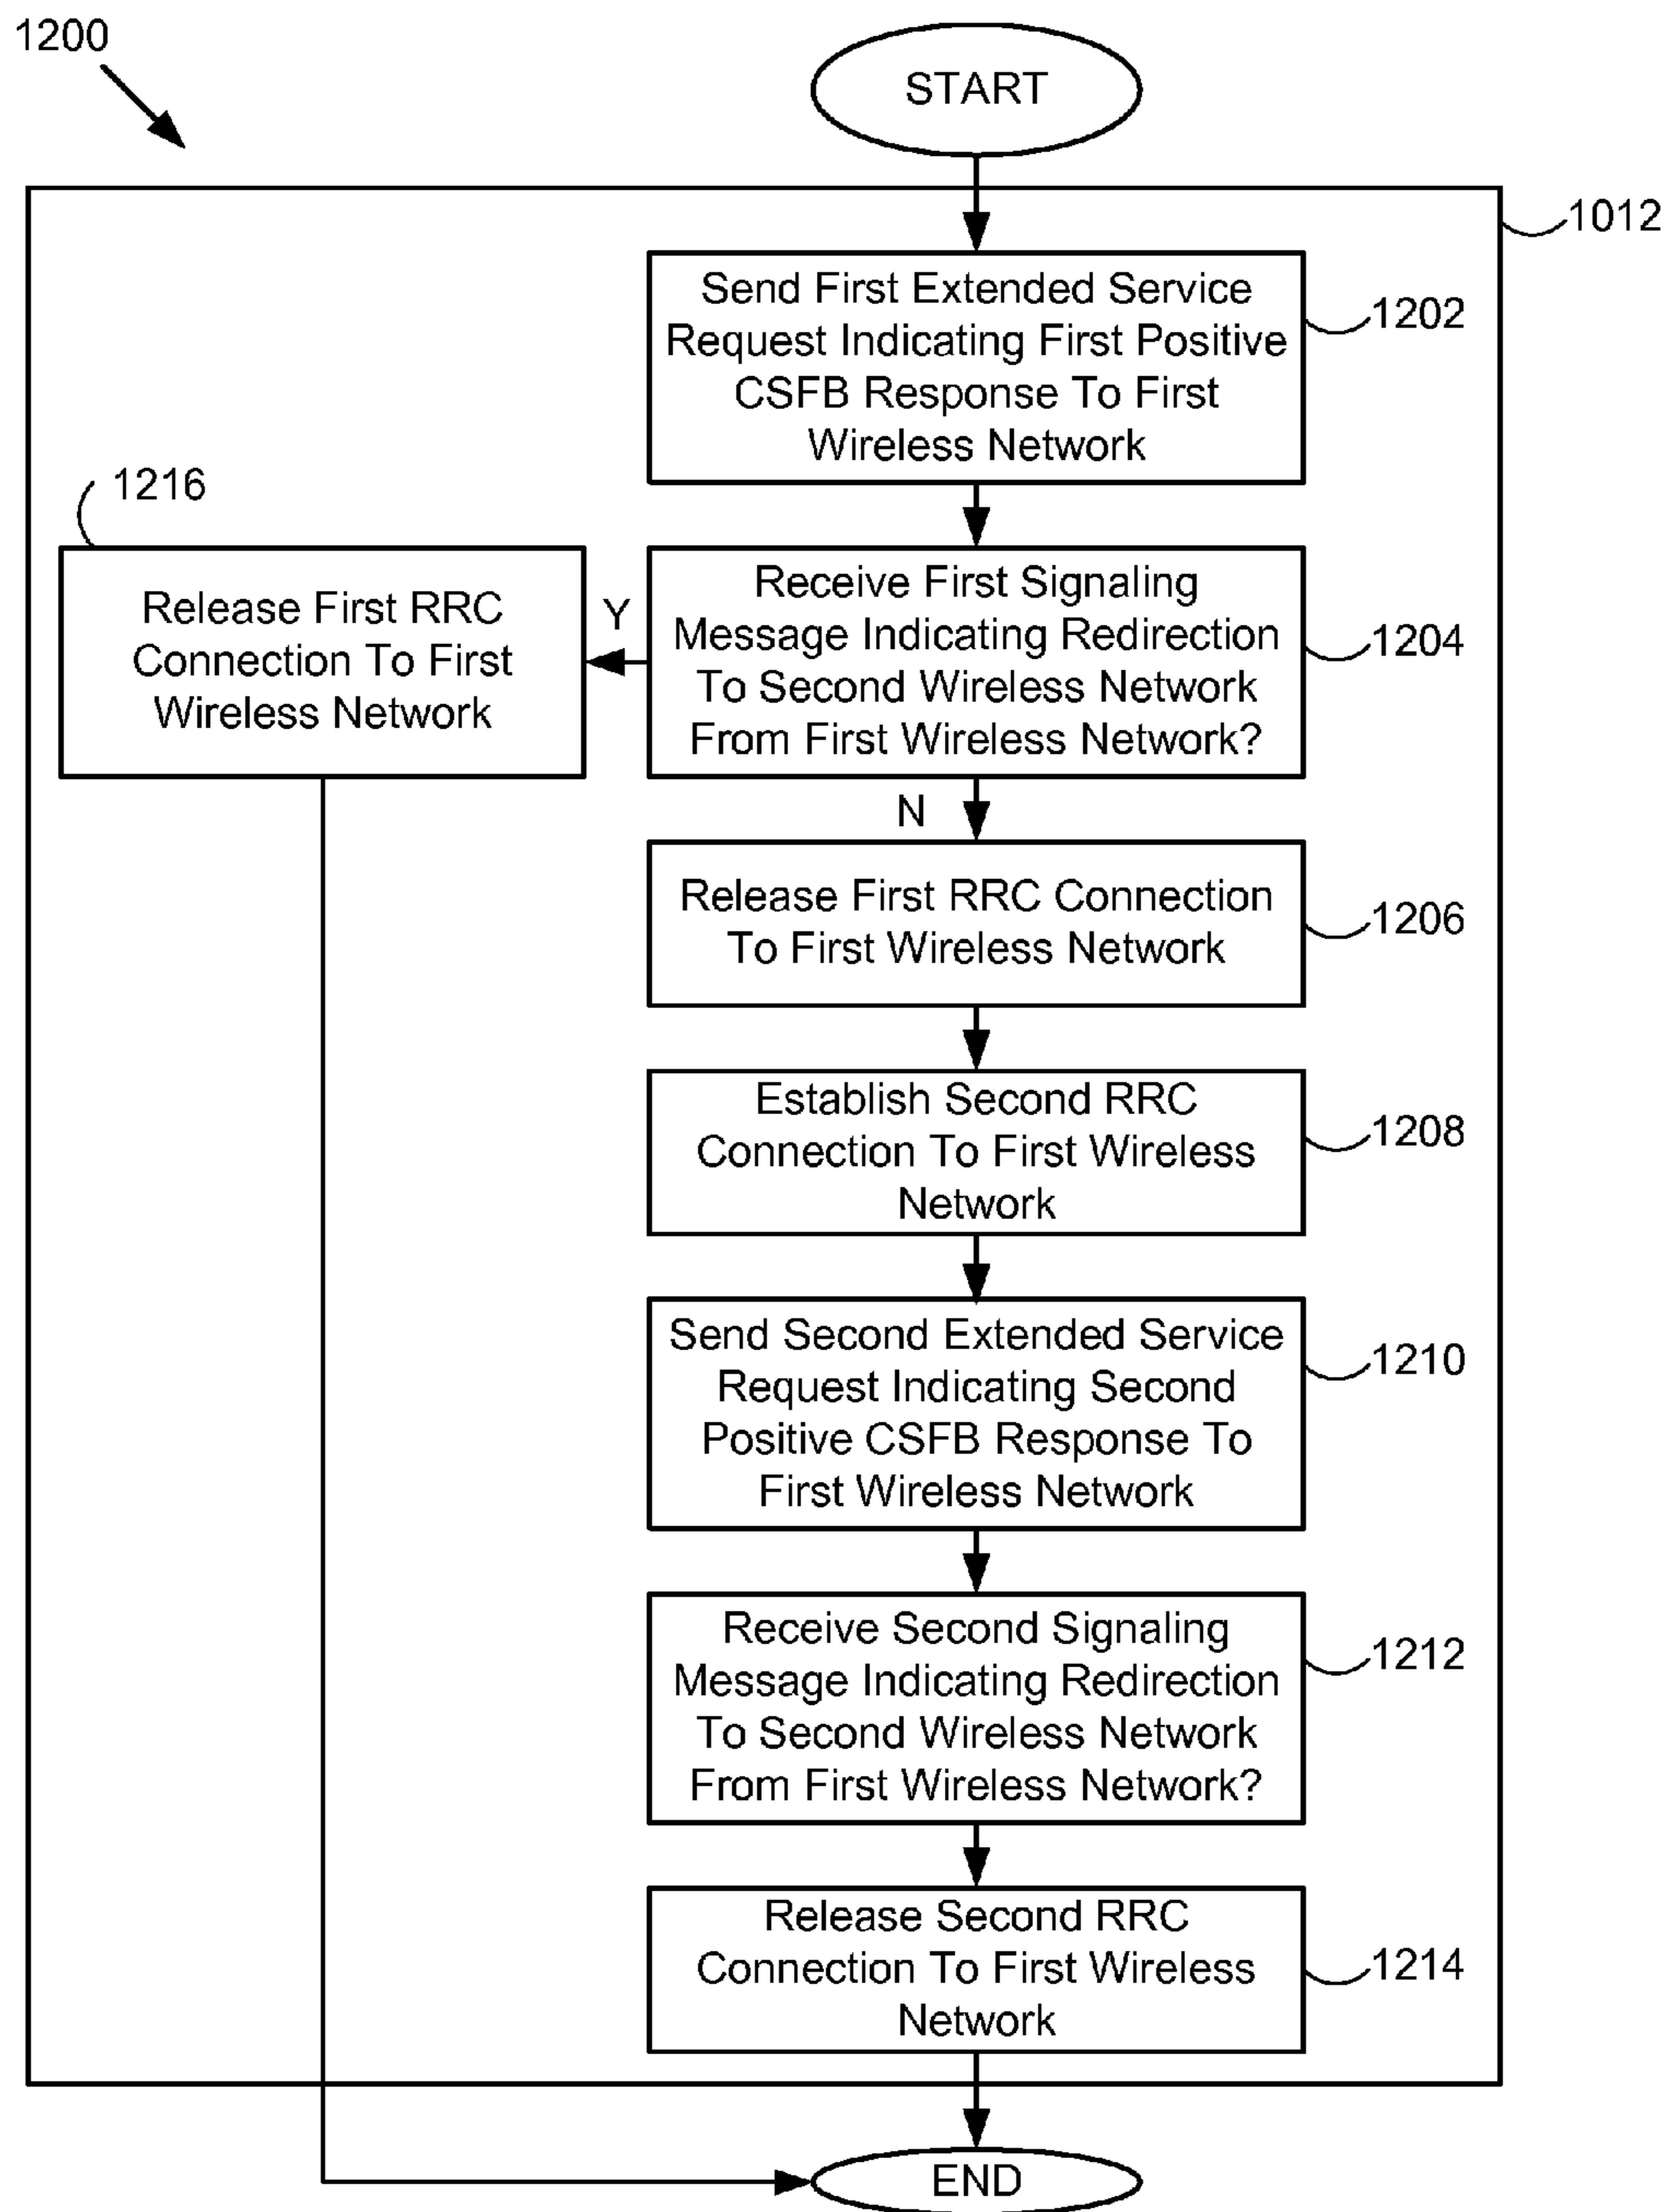 1200
START
1012
Send First Extended Service
Request Indicating First Positive
CSFB Response To First
Wireless Network
1202
1216
Release First RRC
Connection To First
Wireless Network
Y
Receive First Signaling
Message Indicating Redirection
To Second Wireless Network
From First Wireless Network?
1204
N
Release First RRC Connection
To First Wireless Network
1206
Establish Second RRC
Connection To First Wireless
Network
1208
Send Second Extended Service
Request Indicating Second
Positive CSFB Response To
First Wireless Network
1210
Receive Second Signaling
Message Indicating Redirection
To Second Wireless Network
From First Wireless Network?
1212
Release Second RRC
Connection To First Wireless
Network
1214
END